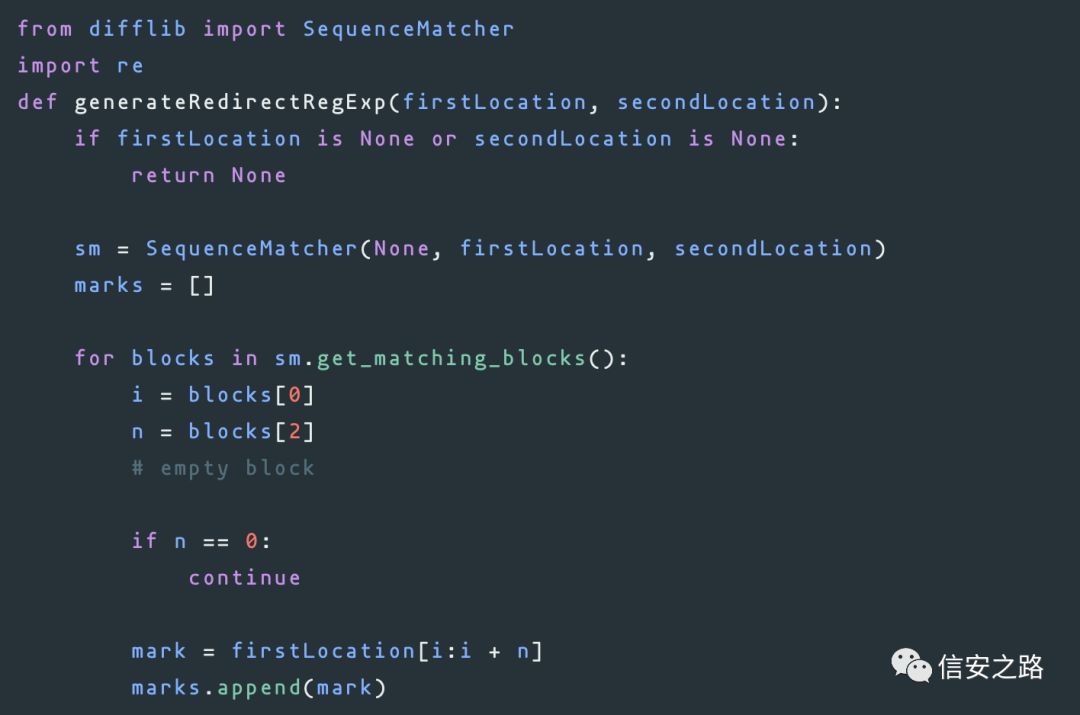 from difflib import SequenceMatcher
import re
def generateRedirectRegExp(firstLocation, secondLocation):
    if firstLocation is None or secondLocation is None:
        return None

    sm = SequenceMatcher(None, firstLocation, secondLocation)
    marks = []

    for blocks in sm.get_matching_blocks():
        i = blocks[0]
        n = blocks[2]
        # empty block

        if n == 0:
            continue

        mark = firstLocation[i:i + n]
        marks.append(mark)
信安之路